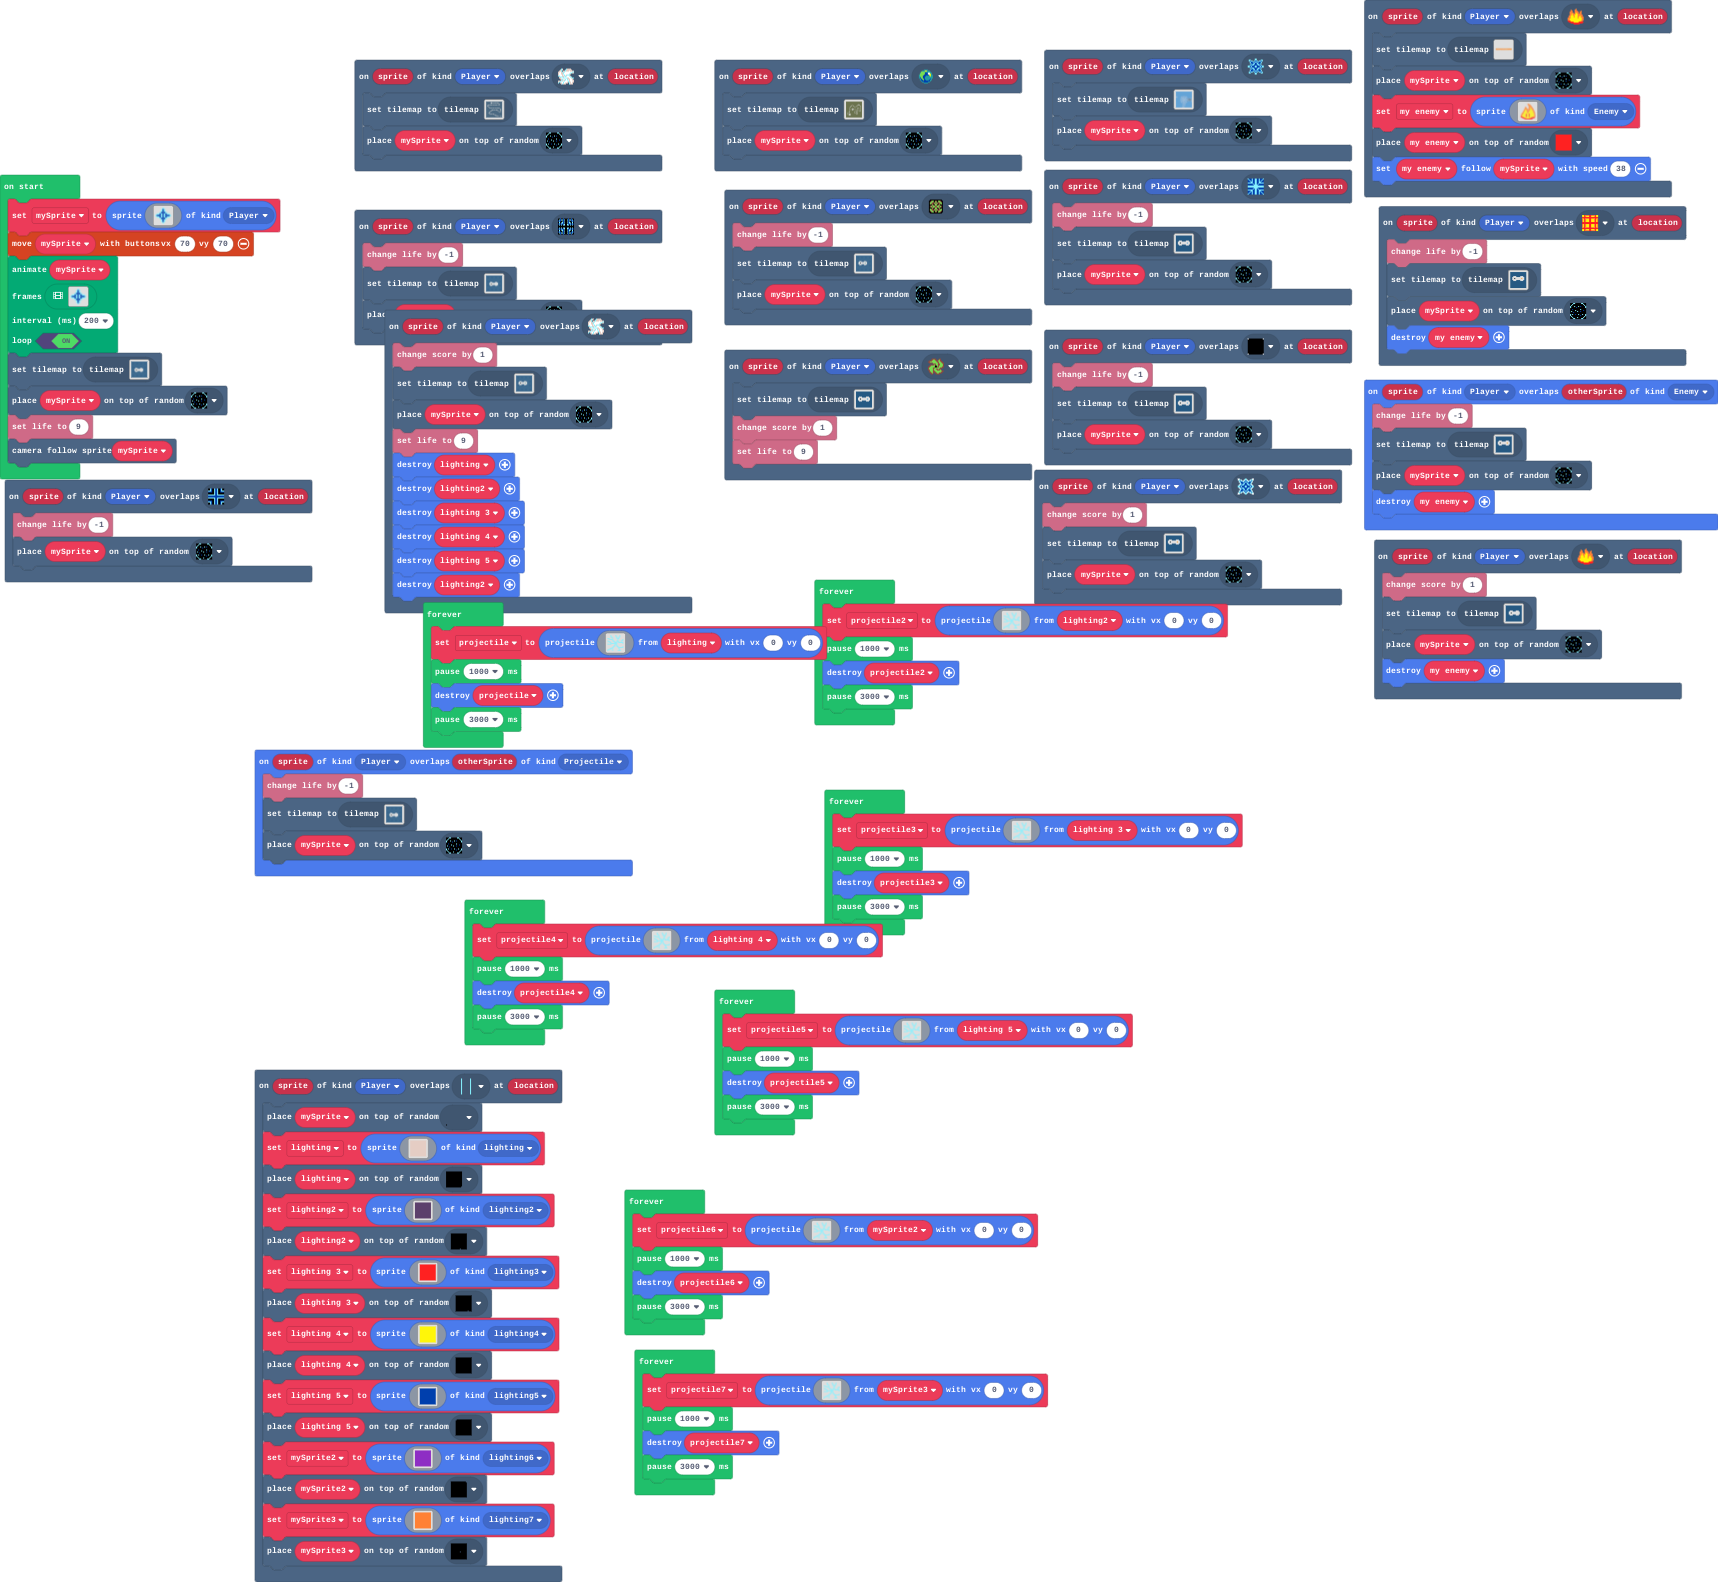 on start
set mySprite to sprite of kind Player
move mySprite with buttons vx 70 vy 70
animate mySprite
frames
interval (ms) 200
loop ON
set tilemap to tilemap
place mySprite on top of random
set life to 9
camera follow sprite mySprite
on sprite of kind Player overlaps at location
change life by -1
place mySprite on top of random
on sprite of kind Player overlaps at location
set tilemap to tilemap
place mySprite on top of random
on sprite of kind Player overlaps at location
change life by -1
set tilemap to tilemap
on sprite of kind Player overlaps at location
change score by 1
set tilemap to tilemap
place mySprite on top of random
set life to 9
destroy lighting
destroy lighting2
destroy lighting 3
destroy lighting 4
destroy lighting 5
destroy lighting2
on sprite of kind Player overlaps at location
set tilemap to tilemap
place mySprite on top of random
on sprite of kind Player overlaps at location
change life by -1
set tilemap to tilemap
place mySprite on top of random
on sprite of kind Player overlaps at location
set tilemap to tilemap
change score by 1
set life to 9
on sprite of kind Player overlaps at location
set tilemap to tilemap
place mySprite on top of random
on sprite of kind Player overlaps at location
change life by -1
set tilemap to tilemap
place mySprite on top of random
on sprite of kind Player overlaps at location
change life by -1
set tilemap to tilemap
place mySprite on top of random
on sprite of kind Player overlaps at location
change score by 1
set tilemap to tilemap
place mySprite on top of random
on sprite of kind Player overlaps at location
set tilemap to tilemap
place mySprite on top of random
set my enemy to sprite of kind Enemy
place my enemy on top of random
set my enemy follow mySprite with speed 38
on sprite of kind Player overlaps at location
change life by -1
set tilemap to tilemap
place mySprite on top of random
destroy my enemy
on sprite of kind Player overlaps otherSprite of kind Enemy
change life by -1
set tilemap to tilemap
place mySprite on top of random
destroy my enemy
on sprite of kind Player overlaps at location
change score by 1
set tilemap to tilemap
place mySprite on top of random
destroy my enemy
forever
set projectile to projectile from lighting with vx 0 vy 0
pause 1000 ms
destroy projectile
pause 3000 ms
forever
set projectile2 to projectile from lighting2 with vx 0 vy 0
pause 1000 ms
destroy projectile2
pause 3000 ms
on sprite of kind Player overlaps otherSprite of kind Projectile
change life by -1
set tilemap to tilemap
place mySprite on top of random
forever
set projectile3 to projectile from lighting 3 with vx 0 vy 0
pause 1000 ms
destroy projectile3
pause 3000 ms
forever
set projectile4 to projectile from lighting 4 with vx 0 vy 0
pause 1000 ms
destroy projectile4
pause 3000 ms
forever
set projectile5 to projectile from lighting 5 with vx 0 vy 0
pause 1000 ms
destroy projectile5
pause 3000 ms
on sprite of kind Player overlaps at location
place mySprite on top of random
set lighting to sprite of kind lighting
place lighting on top of random
set lighting2 to sprite of kind lighting2
place lighting2 on top of random
set lighting 3 to sprite of kind lighting3
place lighting 3 on top of random
set lighting 4 to sprite of kind lighting4
place lighting 4 on top of random
set lighting 5 to sprite of kind lighting5
place lighting 5 on top of random
set mySprite2 to sprite of kind lighting6
place mySprite2 on top of random
set mySprite3 to sprite of kind lighting7
place mySprite3 on top of random
forever
set projectile6 to projectile from mySprite2 with vx 0 vy 0
pause 1000 ms
destroy projectile6
pause 3000 ms
forever
set projectile7 to projectile from mySprite3 with vx 0 vy 0
pause 1000 ms
destroy projectile7
pause 3000 ms